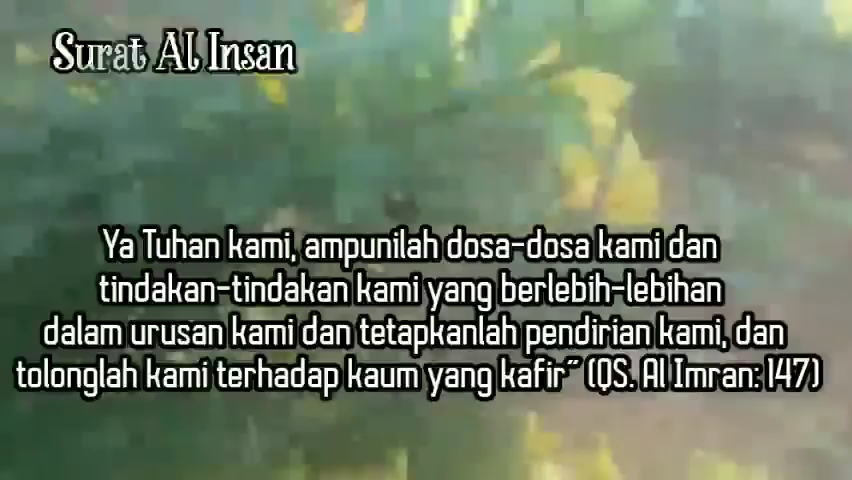 Surat Al Insan
Ya Tuhan kami, ampunilah dosa-dosa kami dan
tindakan-tindakan kami yang berlebih-lebihan
dalam urusan kami dan tetapkanlah pendirian kami, dan
tolonglah kami terhadap kaum yang kafir" (QS. Al Imran: 147)